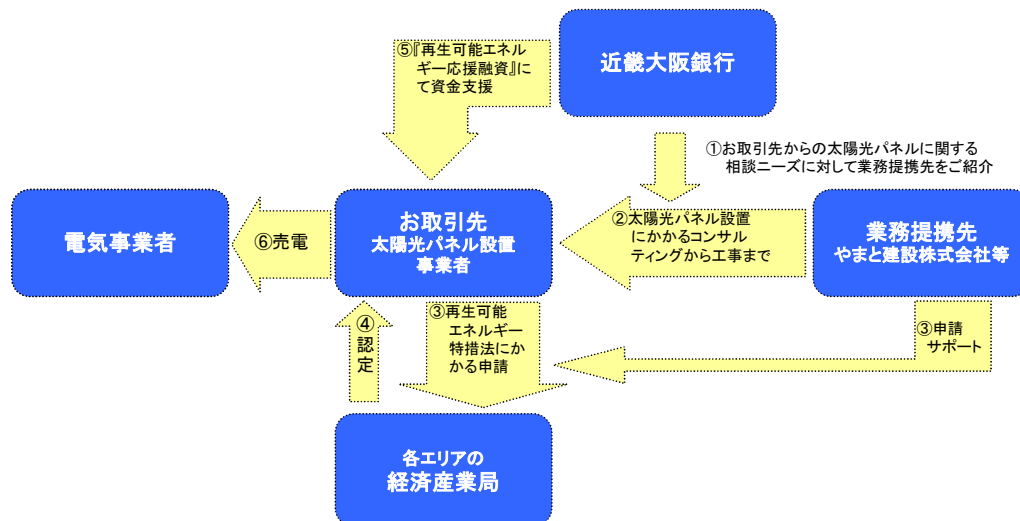 ⑤『再生可能エネル
ギー応援融資』に
て資金支援
近畿大阪銀行
①お取引先からの太陽光パネルに関する
相談ニーズに対して業務提携先をご紹介
電気事業者
⑥売電
お取引先
太陽光パネル設置
事業者
②太陽光パネル設置
にかかるコンサル
ティングから工事まで
業務提携先
やまと建設株式会社等
④認定
③再生可能
エネルギー
特措法にか
かる申請
③申請
サポート
各エリアの
経済産業局